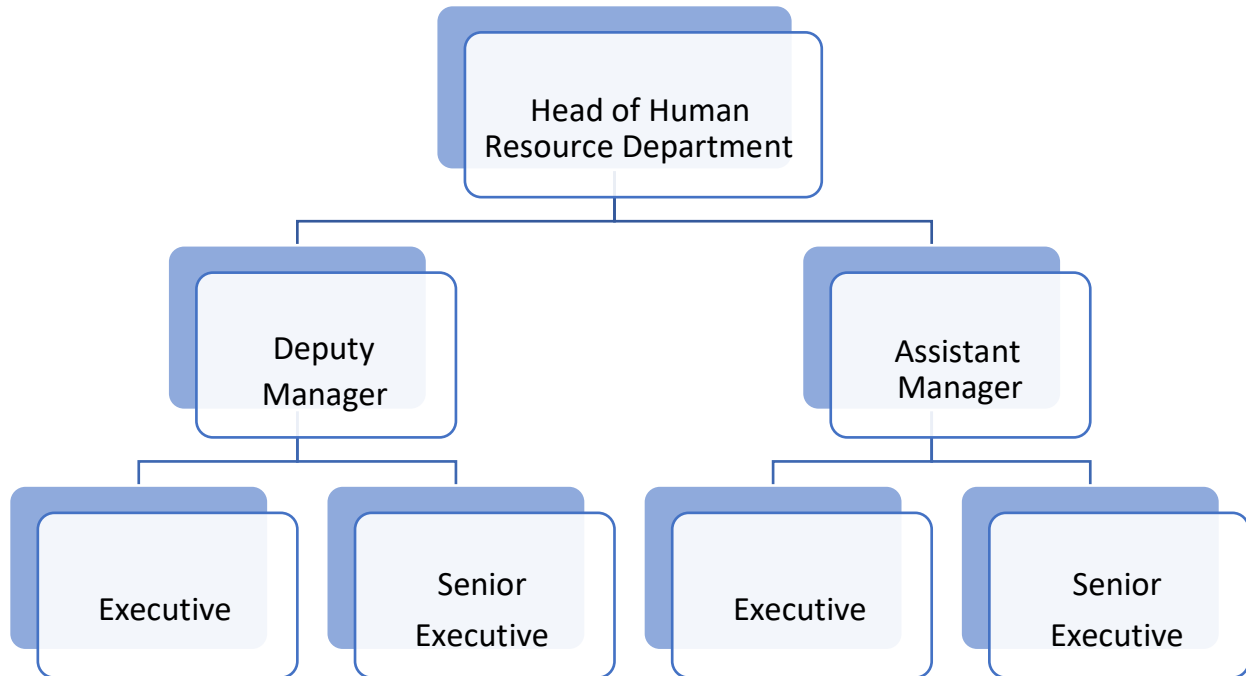 Head of Human
Resource Department
Deputy
Manager
Assistant
Manager
Executive
Senior
Executive
Executive
Senior
Executive